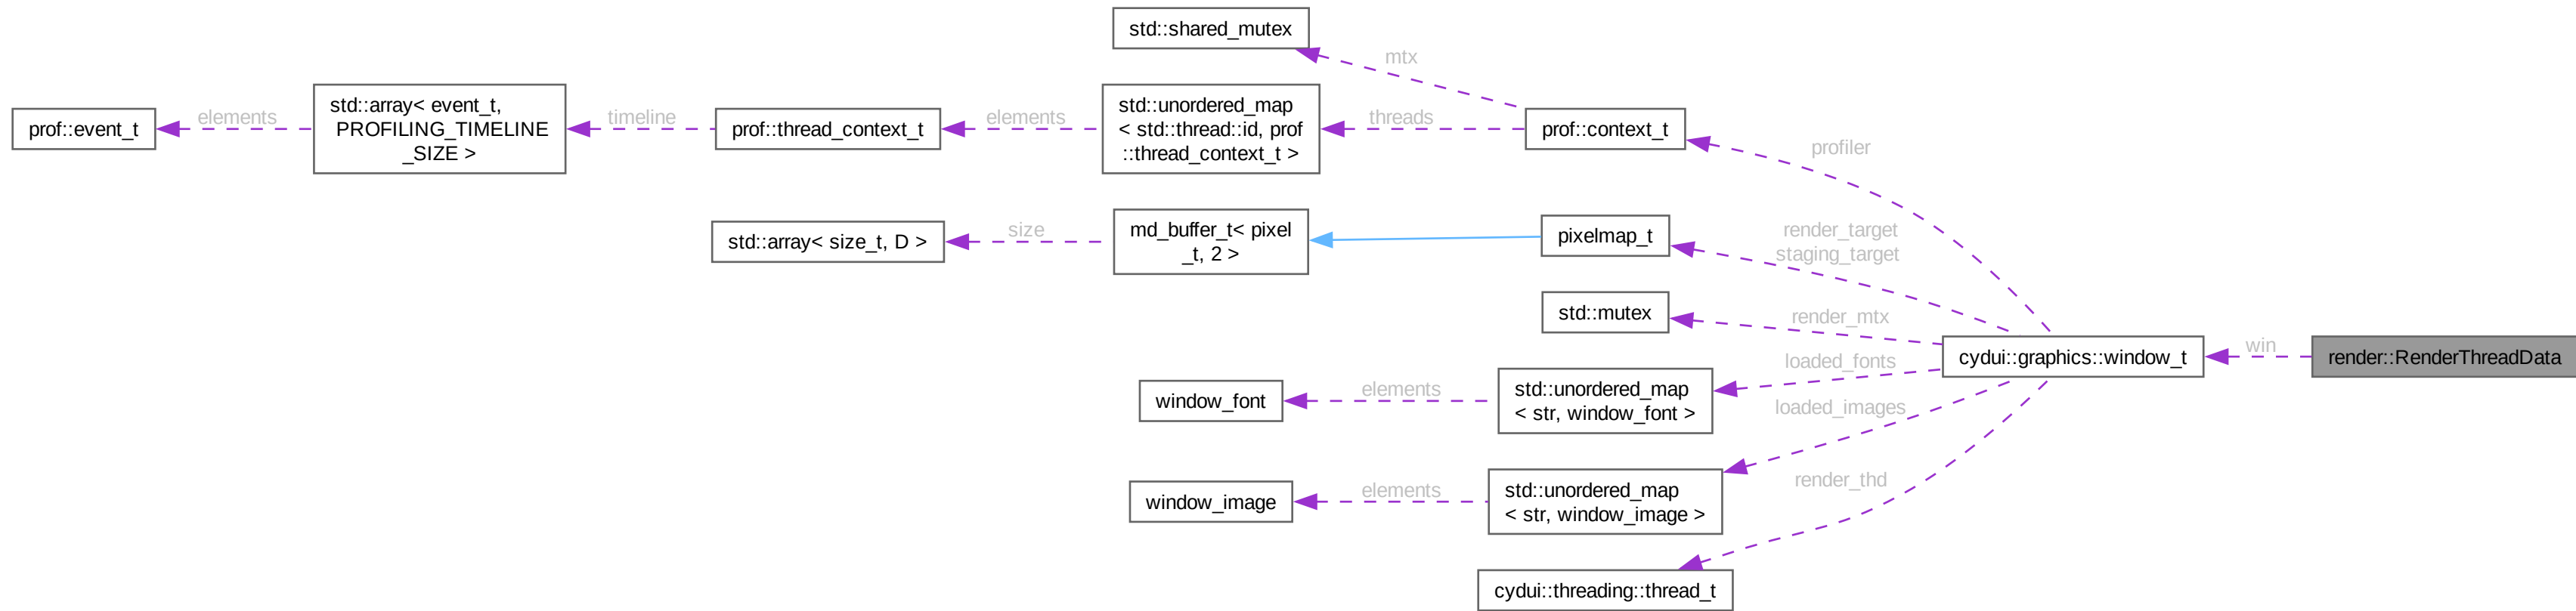 std::shared_mutex
mtx
prof::event_t
elements
std::array< event_t,
PROFILING_TIMELINE
_SIZE >
timeline
prof::thread_context_t
elements
std::unordered_map
< std::thread::id, prof
::thread_context_t >
threads
prof::context_t
profiler
std::array< size_t, D >
size
md_buffer_t< pixel
_t, 2 >
pixelmap_t
render_target
staging_target
std::mutex
render_mtx
cydui::graphics::window_t
win
render::RenderThreadData
window_font
elements
std::unordered_map
< str, window_font >
loaded_fonts
loaded_images
window_image
elements
std::unordered_map
< str, window_image >
render_thd
cydui::threading::thread_t